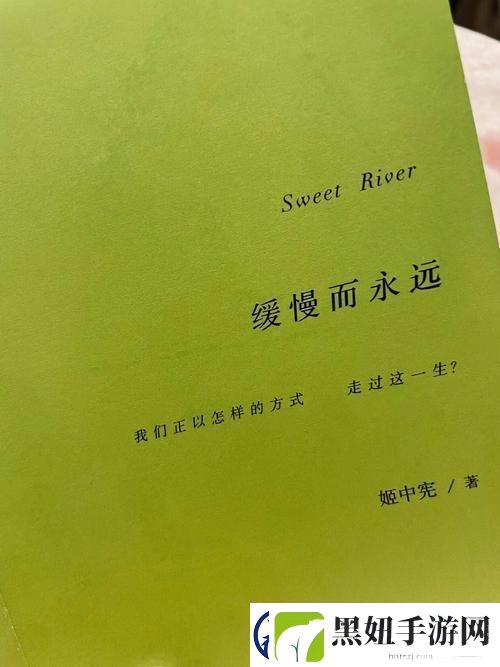 Sweet River
缓慢而永远
我们正以怎样的方式 走过这一生?
姬中宪 / 著
黑妞手游网